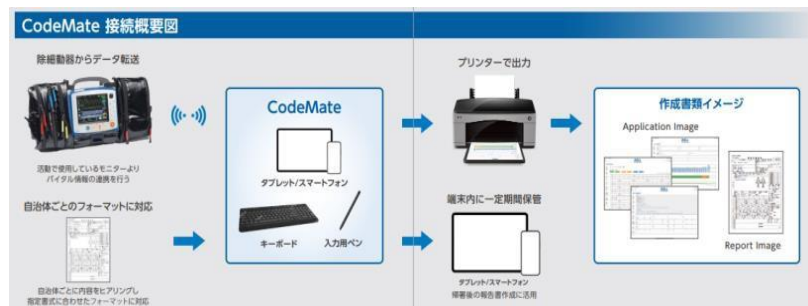 CodeMate 接続概要図
除細動器からデータ転送
活動で使用しているモニターより
バイタル情報の連携を行う
自治体ごとのフォーマットに対応
自治体ごとに内容をヒアリングし
指定書式に合わせたフォーマットに対応
CodeMate
タブレット/スマートフォン
キーボード
入力用ペン
プリンターで出力
端末内に一定期間保管
タブレット/スマートフォン
帰署後の報告書作成に活用
作成書類イメージ
Application Image
Report Image